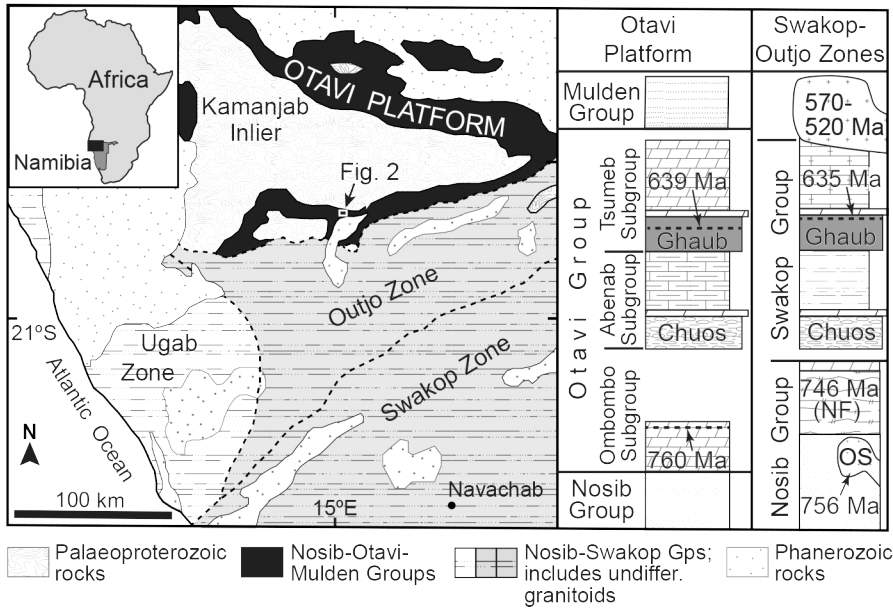 Africa
Namibia
OTAVI PLATFORM
Kamanjab
Inlier
Fig. 2
Outjo Zone
Swakop Zone
21ºS
Ugab
Zone
Atlantic Ocean
N
100 km
15ºE
Navachab
Otavi
Platform
Swakop-
Outjo Zones
Mulden
Group
Otavi Group
Tsumeb
Subgroup
639 Ma
Ghaub
Abenab
Subgroup
Chuos
Ombombo
Subgroup
760 Ma
Nosib
Group
570-
520 Ma
Swakop Group
635 Ma
Ghaub
Chuos
Nosib Group
746 Ma
(NF)
OS
756 Ma
Palaeoproterozoic
rocks
Nosib-Otavi-
Mulden Groups
Nosib-Swakop Gps;
includes undiffer.
granitoids
Phanerozoic
rocks